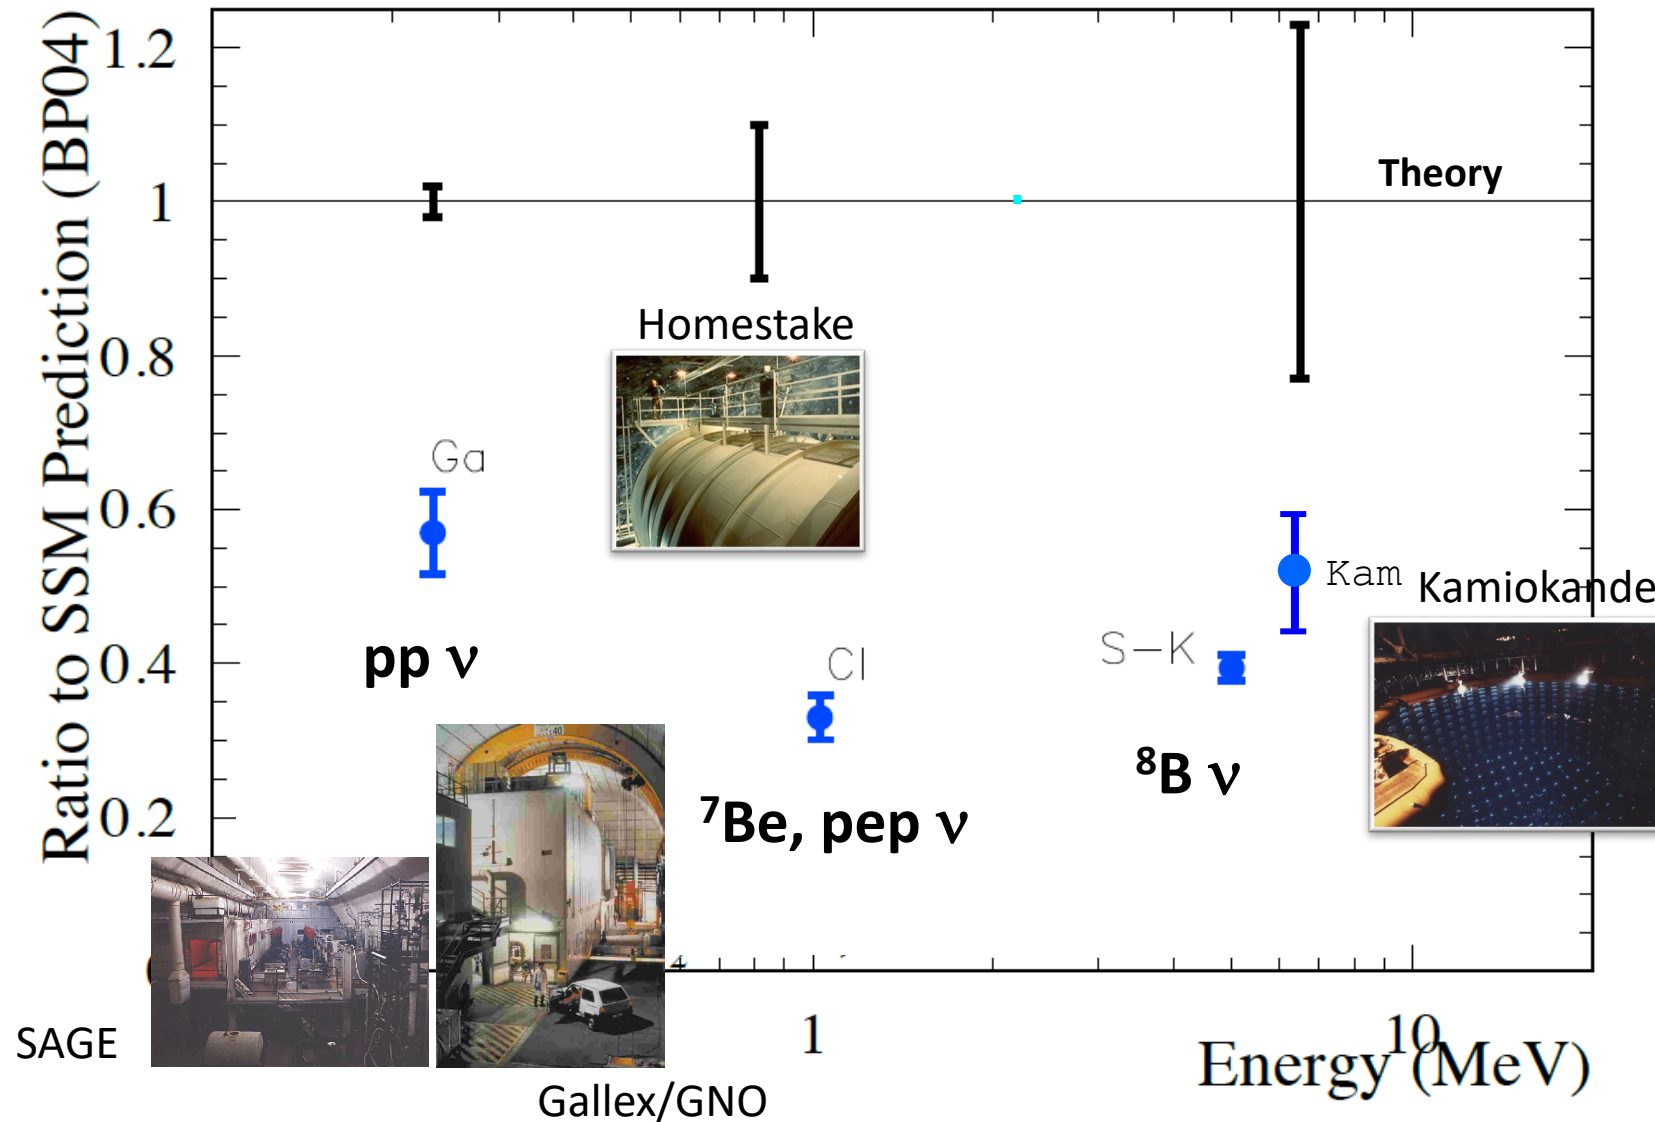 Ratio to SSM Prediction (BP04)
1.2
1
0.8
0.6
0.4
0.2
Theory
Homestake
Ga
Kam
Kamiokande
S-K
Cl
pp ν
⁸B ν
⁷Be, pep ν
SAGE
Gallex/GNO
1
10
Energy (MeV)